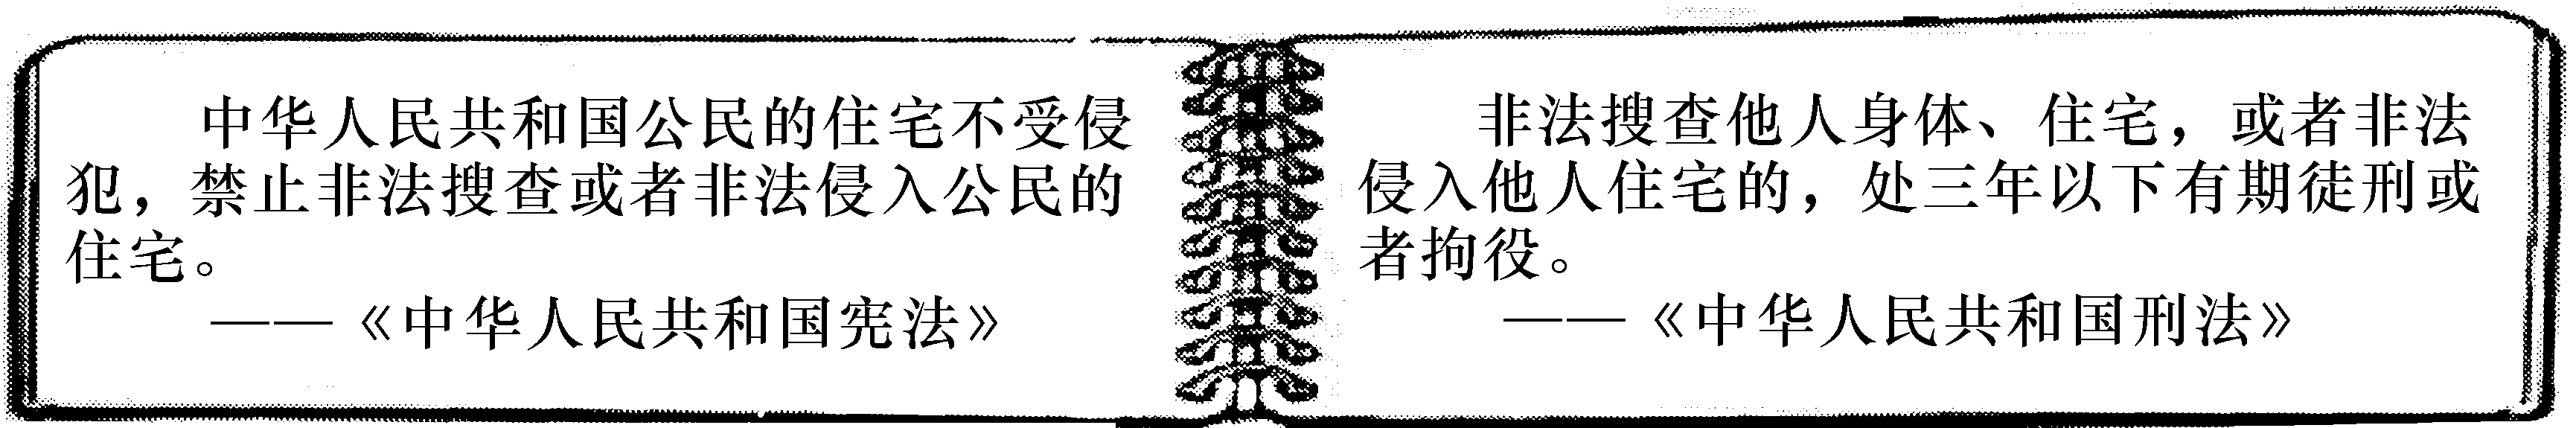 中华人民共和国公民的住宅不受侵
犯，禁止非法搜查或者非法侵入公民的
住宅。
——《中华人民共和国宪法》
非法搜查他人身体、住宅，或者非法
侵入他人住宅的，处三年以下有期徒刑或
者拘役。
——《中华人民共和国刑法》